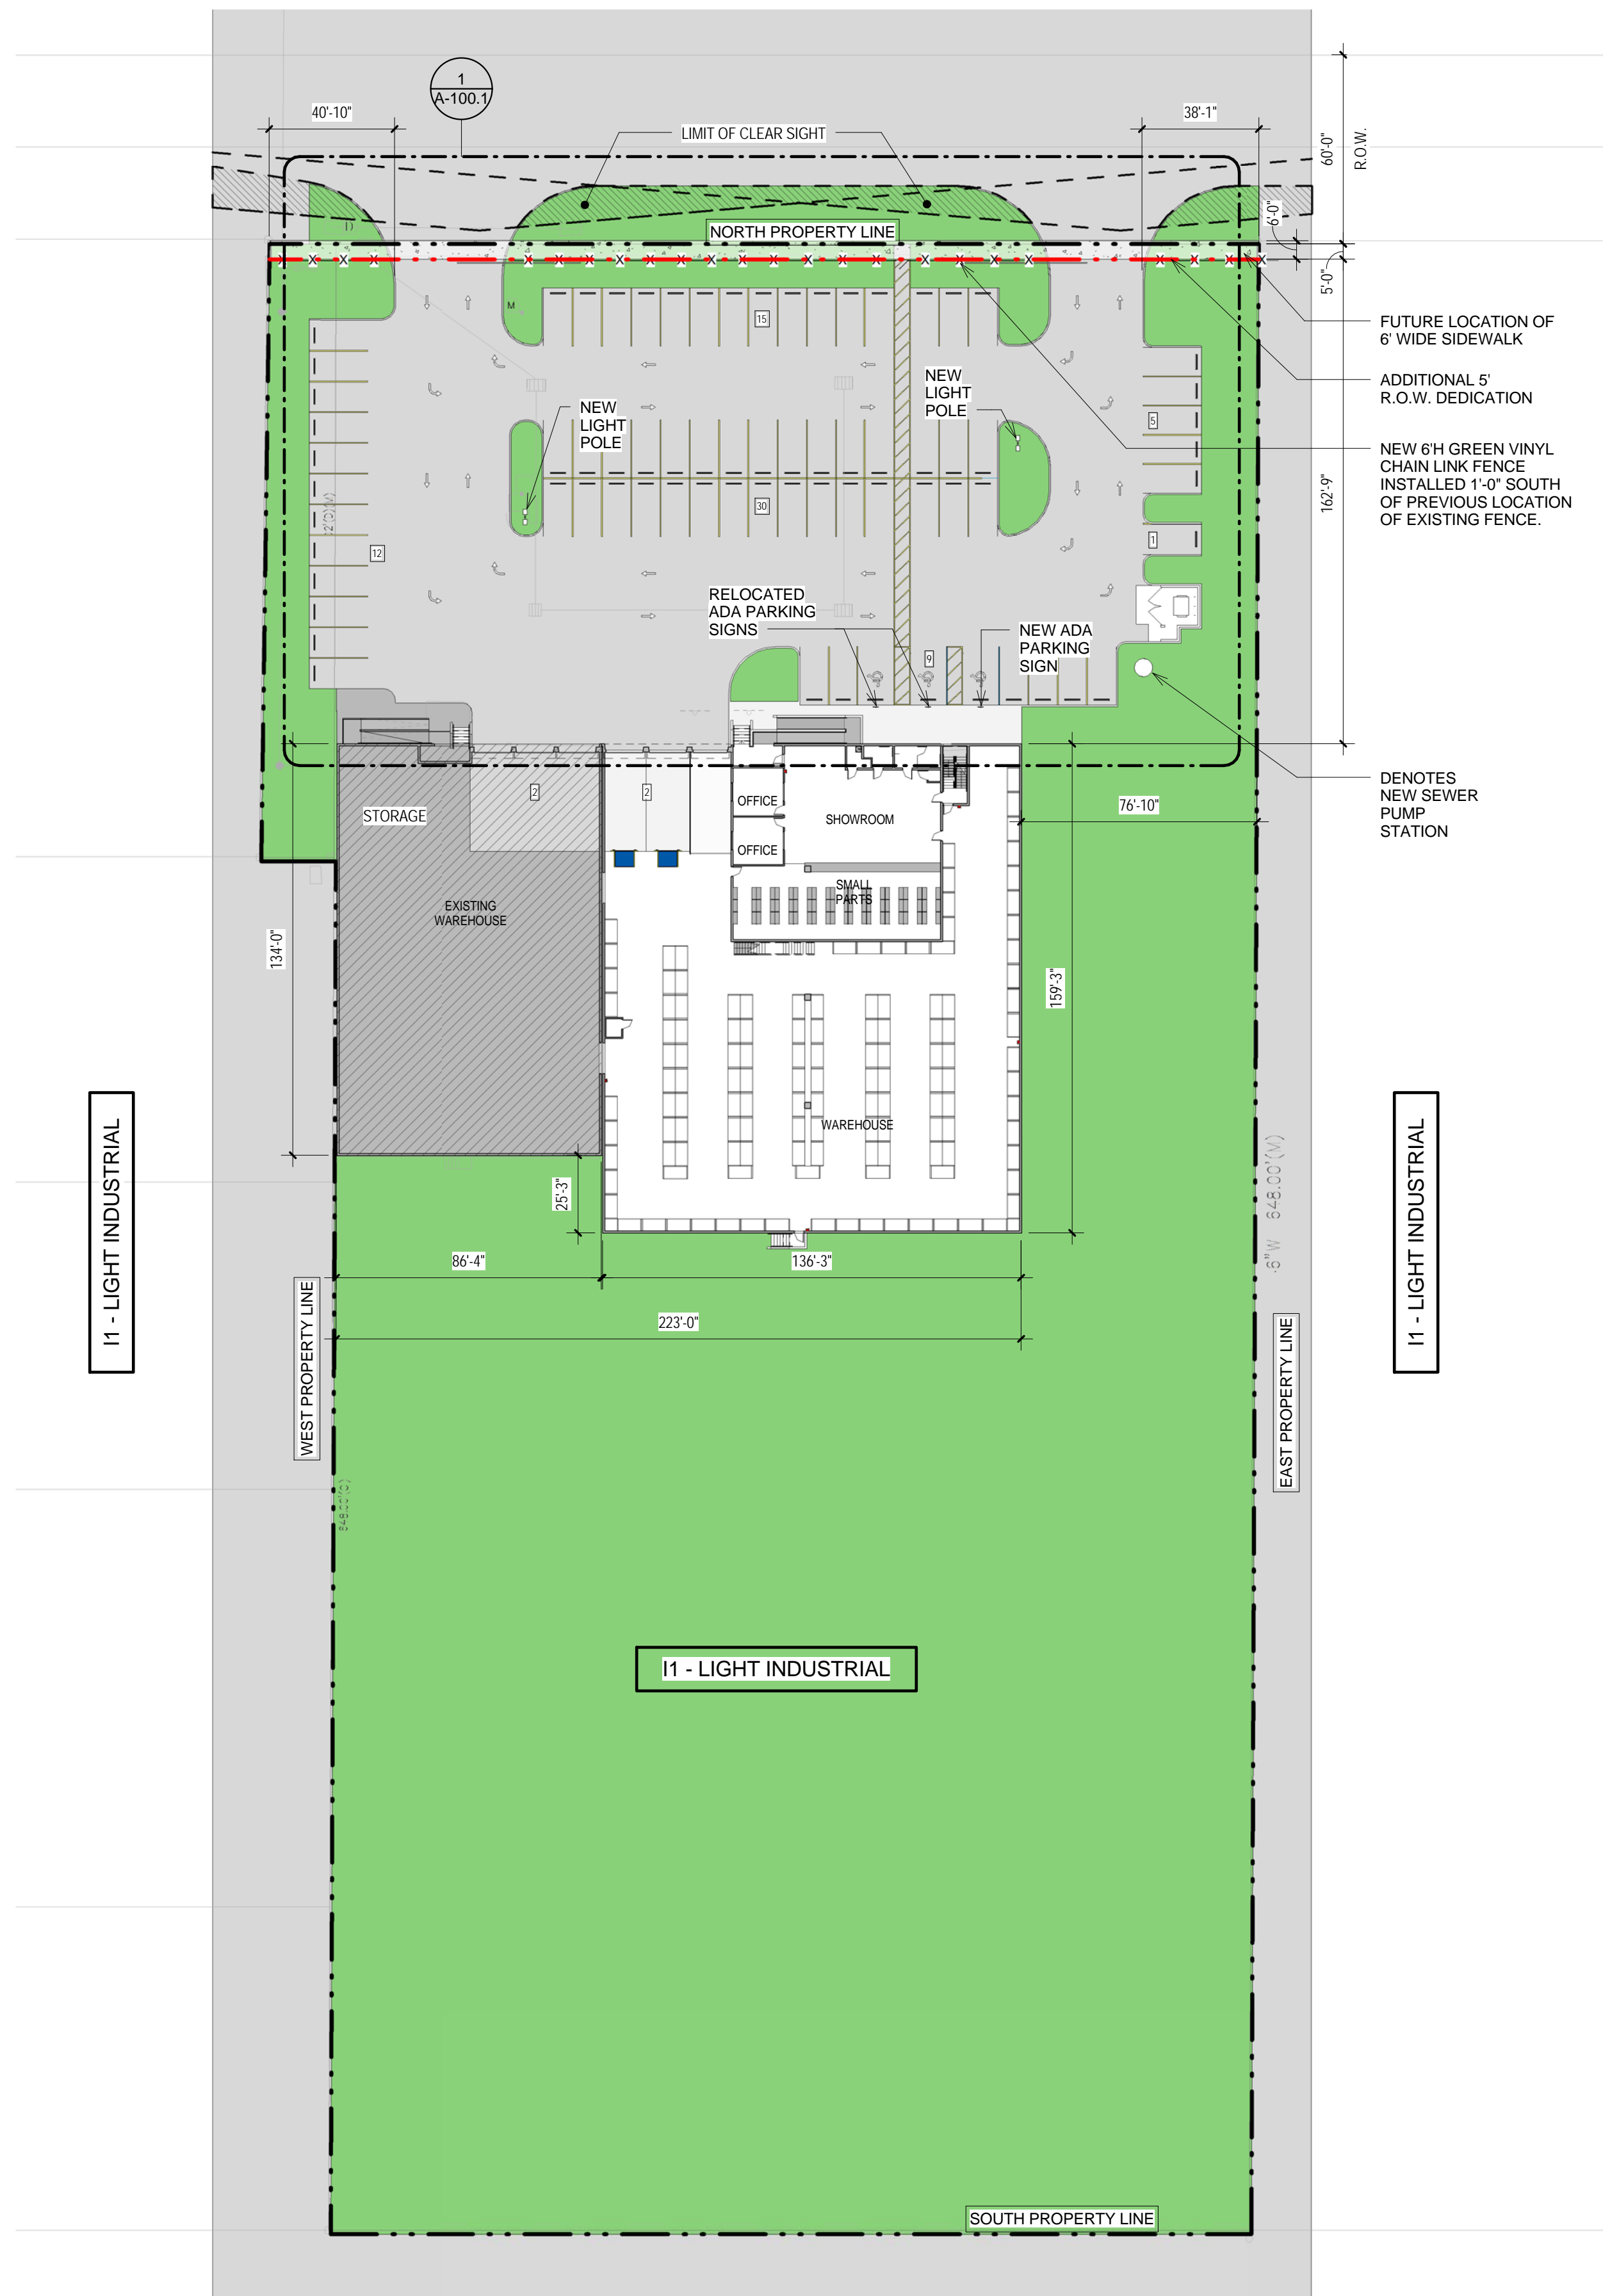 1
A-100.1
40'-10"
38'-1"
LIMIT OF CLEAR SIGHT
60'-0"
R.O.W.
6'-0"
NORTH PROPERTY LINE
D
5'-0"
M
15
FUTURE LOCATION OF
6' WIDE SIDEWALK
ADDITIONAL 5'
R.O.W. DEDICATION
NEW
LIGHT
POLE
NEW
LIGHT
POLE
5
NEW 6'H GREEN VINYL
CHAIN LINK FENCE
INSTALLED 1'-0" SOUTH
OF PREVIOUS LOCATION
OF EXISTING FENCE.
162'-9"
30
12
1
RELOCATED
ADA PARKING
SIGNS
NEW ADA
PARKING
SIGN
9
DENOTES
NEW SEWER
PUMP
STATION
STORAGE
2
2
OFFICE
OFFICE
SHOWROOM
76'-10"
SMALL
PARTS
EXISTING
WAREHOUSE
134'-0"
159'-3"
WAREHOUSE
25'-3"
86'-4"
136'-3"
223'-0"
I1 - LIGHT INDUSTRIAL
I1 - LIGHT INDUSTRIAL
WEST PROPERTY LINE
EAST PROPERTY LINE
6"W 648.00'(M)
648.00'(D)
I1 - LIGHT INDUSTRIAL
SOUTH PROPERTY LINE